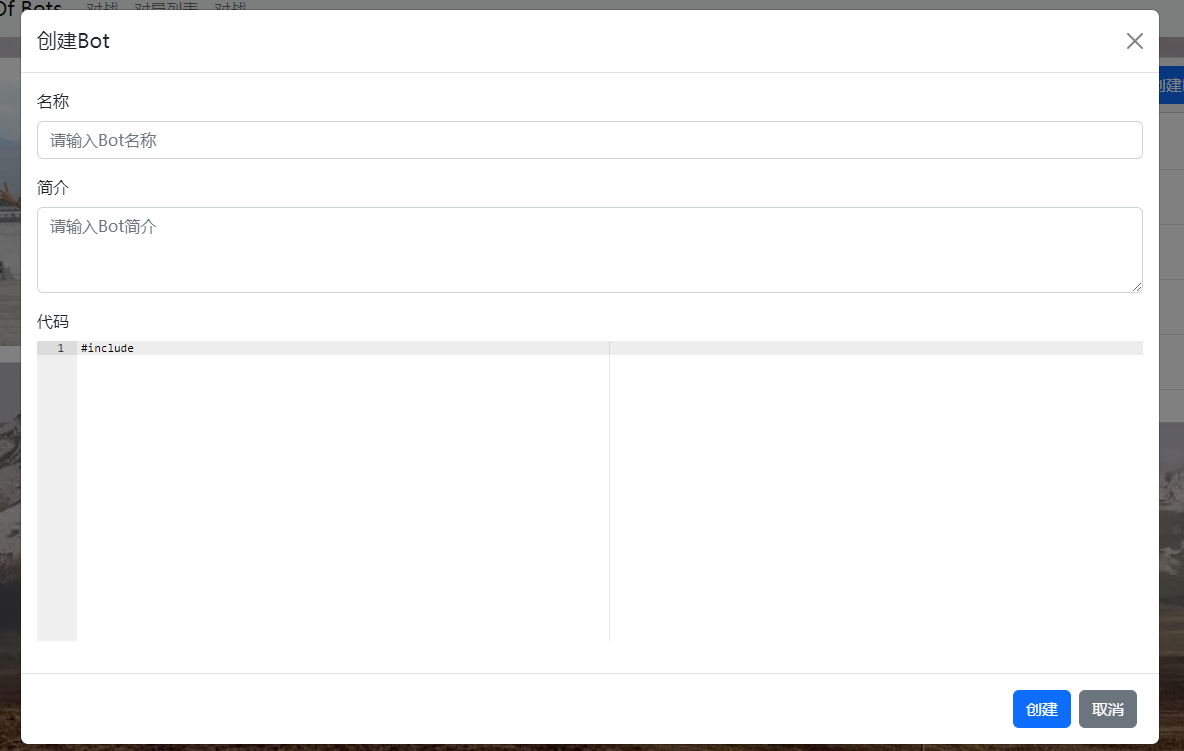 Of Bots 对战 对局列表 对战
创建Bot
创建
名称
请输入Bot名称
简介
请输入Bot简介
代码
1 #include
创建 取消